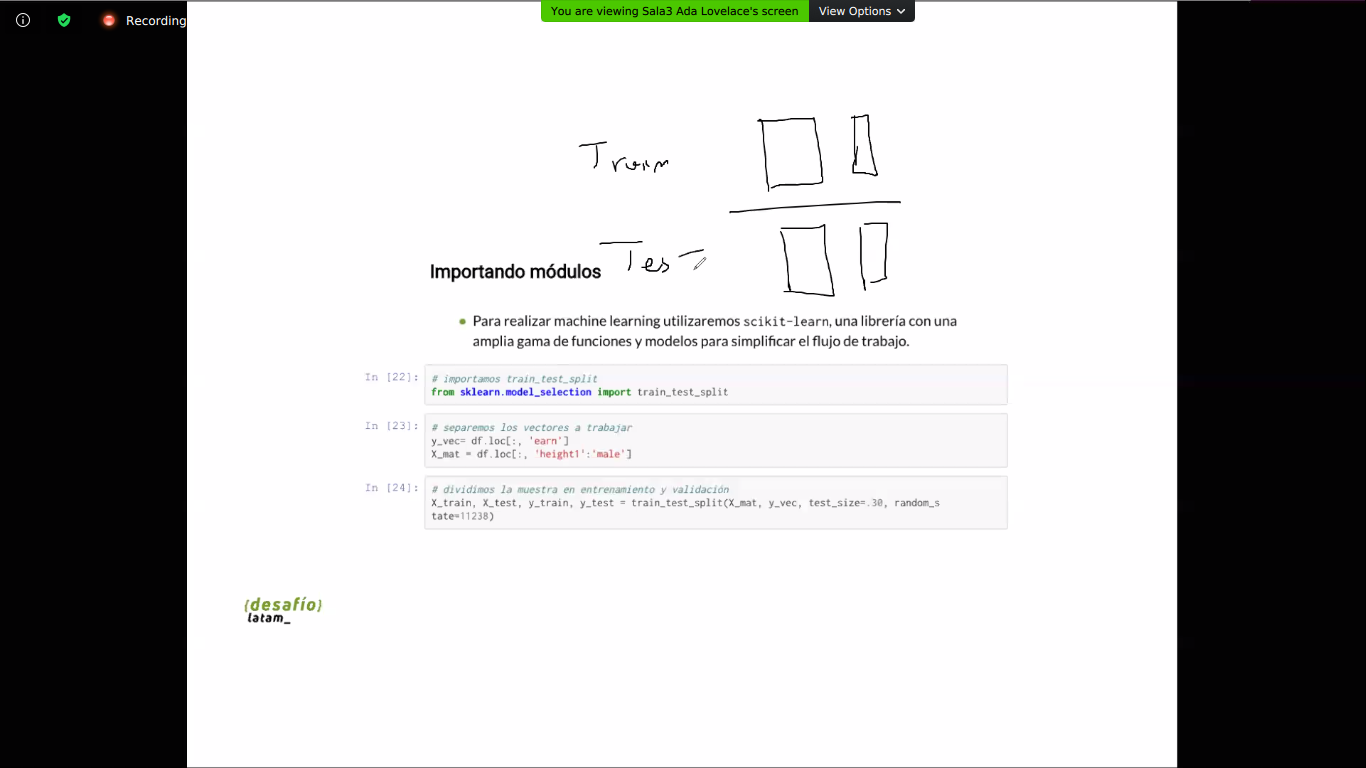 Recording
You are viewing Sala3 Ada Lovelace's screen
View Options
Train
Test
Importando módulos
Para realizar machine learning utilizaremos scikit-learn, una librería con una
amplia gama de funciones y modelos para simplificar el flujo de trabajo.
In [22]:
# importamos train_test_split
from sklearn.model_selection import train_test_split
In [23]:
# separemos los vectores a trabajar
y_vec= df.loc[:, 'earn']
X_mat = df.loc[:, 'height1':'male']
In [24]:
# dividimos la muestra en entrenamiento y validación
X_train, X_test, y_train, y_test = train_test_split(X_mat, y_vec, test_size=.30, random_s
tate=11238)
{desafío}
latam_